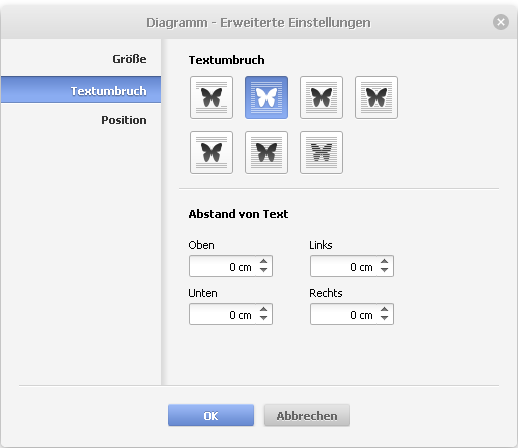 Diagramm - Erweiterte Einstellungen
Größe
Textumbruch
Position
Textumbruch
Abstand von Text
Oben
Links
0 cm
0 cm
Unten
Rechts
0 cm
0 cm
OK
Abbrechen